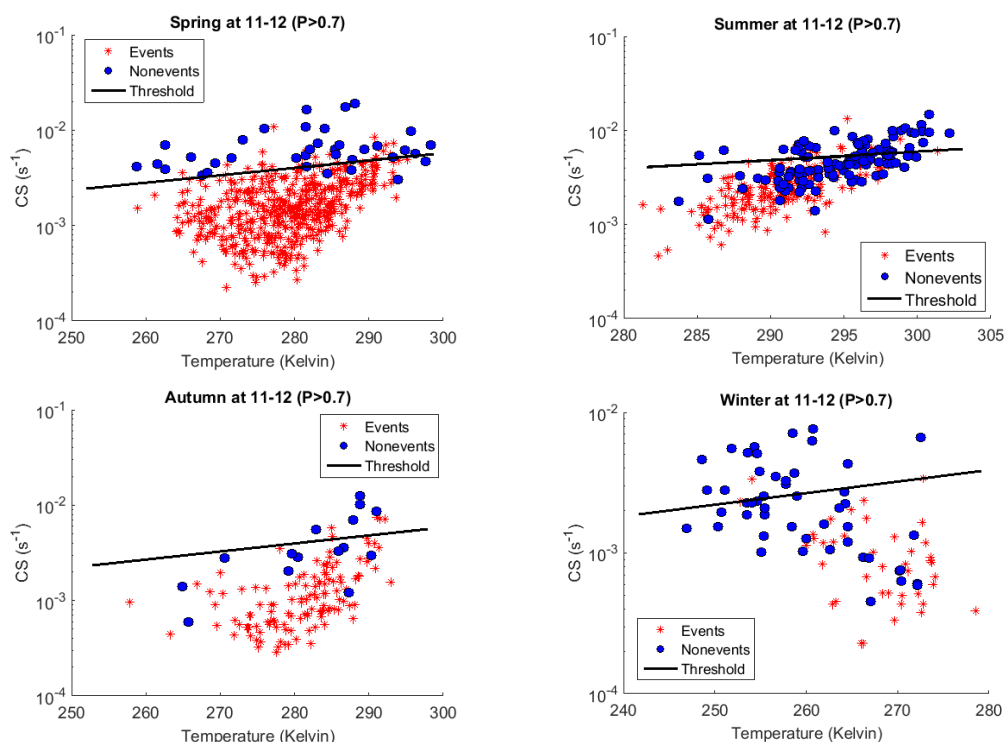 Spring at 11-12 (P>0.7)
CS (s⁻¹)
10⁻¹
10⁻²
10⁻³
10⁻⁴
Events
Nonevents
Threshold
250 260 270 280 290 300
Temperature (Kelvin)
Summer at 11-12 (P>0.7)
CS (s⁻¹)
10⁻¹
10⁻²
10⁻³
10⁻⁴
Events
Nonevents
Threshold
280 285 290 295 300 305
Temperature (Kelvin)
Autumn at 11-12 (P>0.7)
CS (s⁻¹)
10⁻¹
10⁻²
10⁻³
10⁻⁴
Events
Nonevents
Threshold
250 260 270 280 290 300
Temperature (Kelvin)
Winter at 11-12 (P>0.7)
CS (s⁻¹)
10⁻²
10⁻³
10⁻⁴
Events
Nonevents
Threshold
240 250 260 270 280
Temperature (Kelvin)